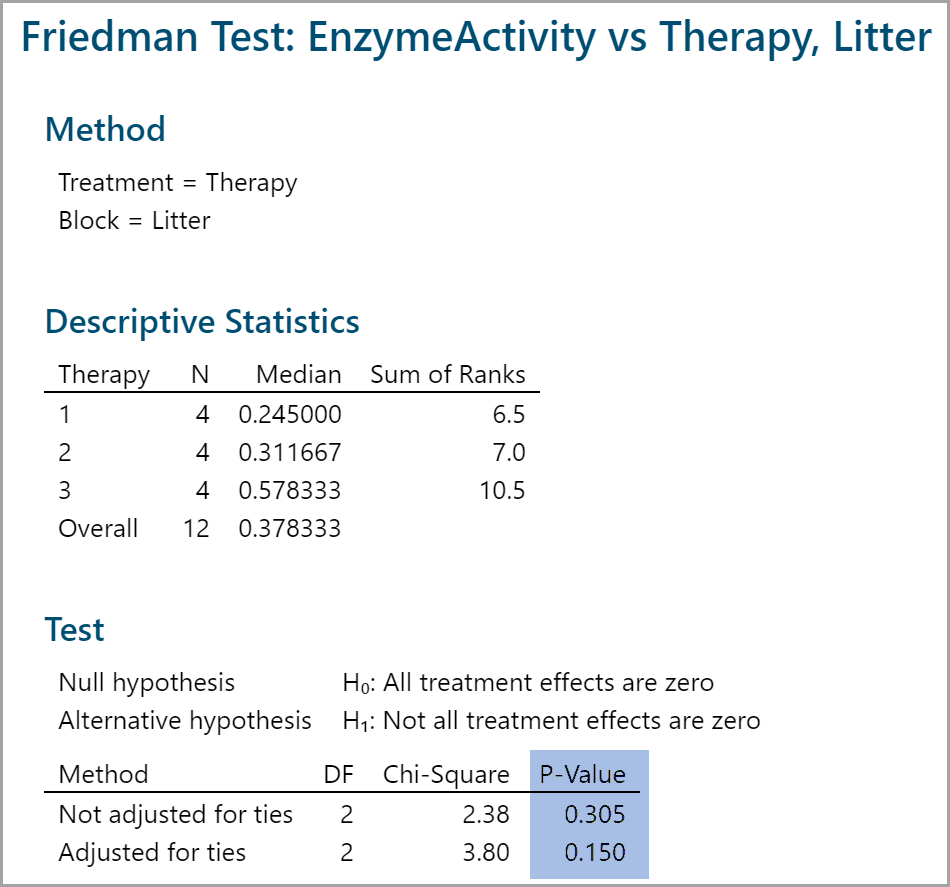 Friedman Test: EnzymeActivity vs Therapy, Litter
Method
Treatment = Therapy
Block = Litter
Descriptive Statistics
Therapy N Median Sum of Ranks
1 4 0.245000 6.5
2 4 0.311667 7.0
3 4 0.578333 10.5
Overall 12 0.378333
Test
Null hypothesis H₀: All treatment effects are zero
Alternative hypothesis H₁: Not all treatment effects are zero
Method DF Chi-Square P-Value
Not adjusted for ties 2 2.38 0.305
Adjusted for ties 2 3.80 0.150